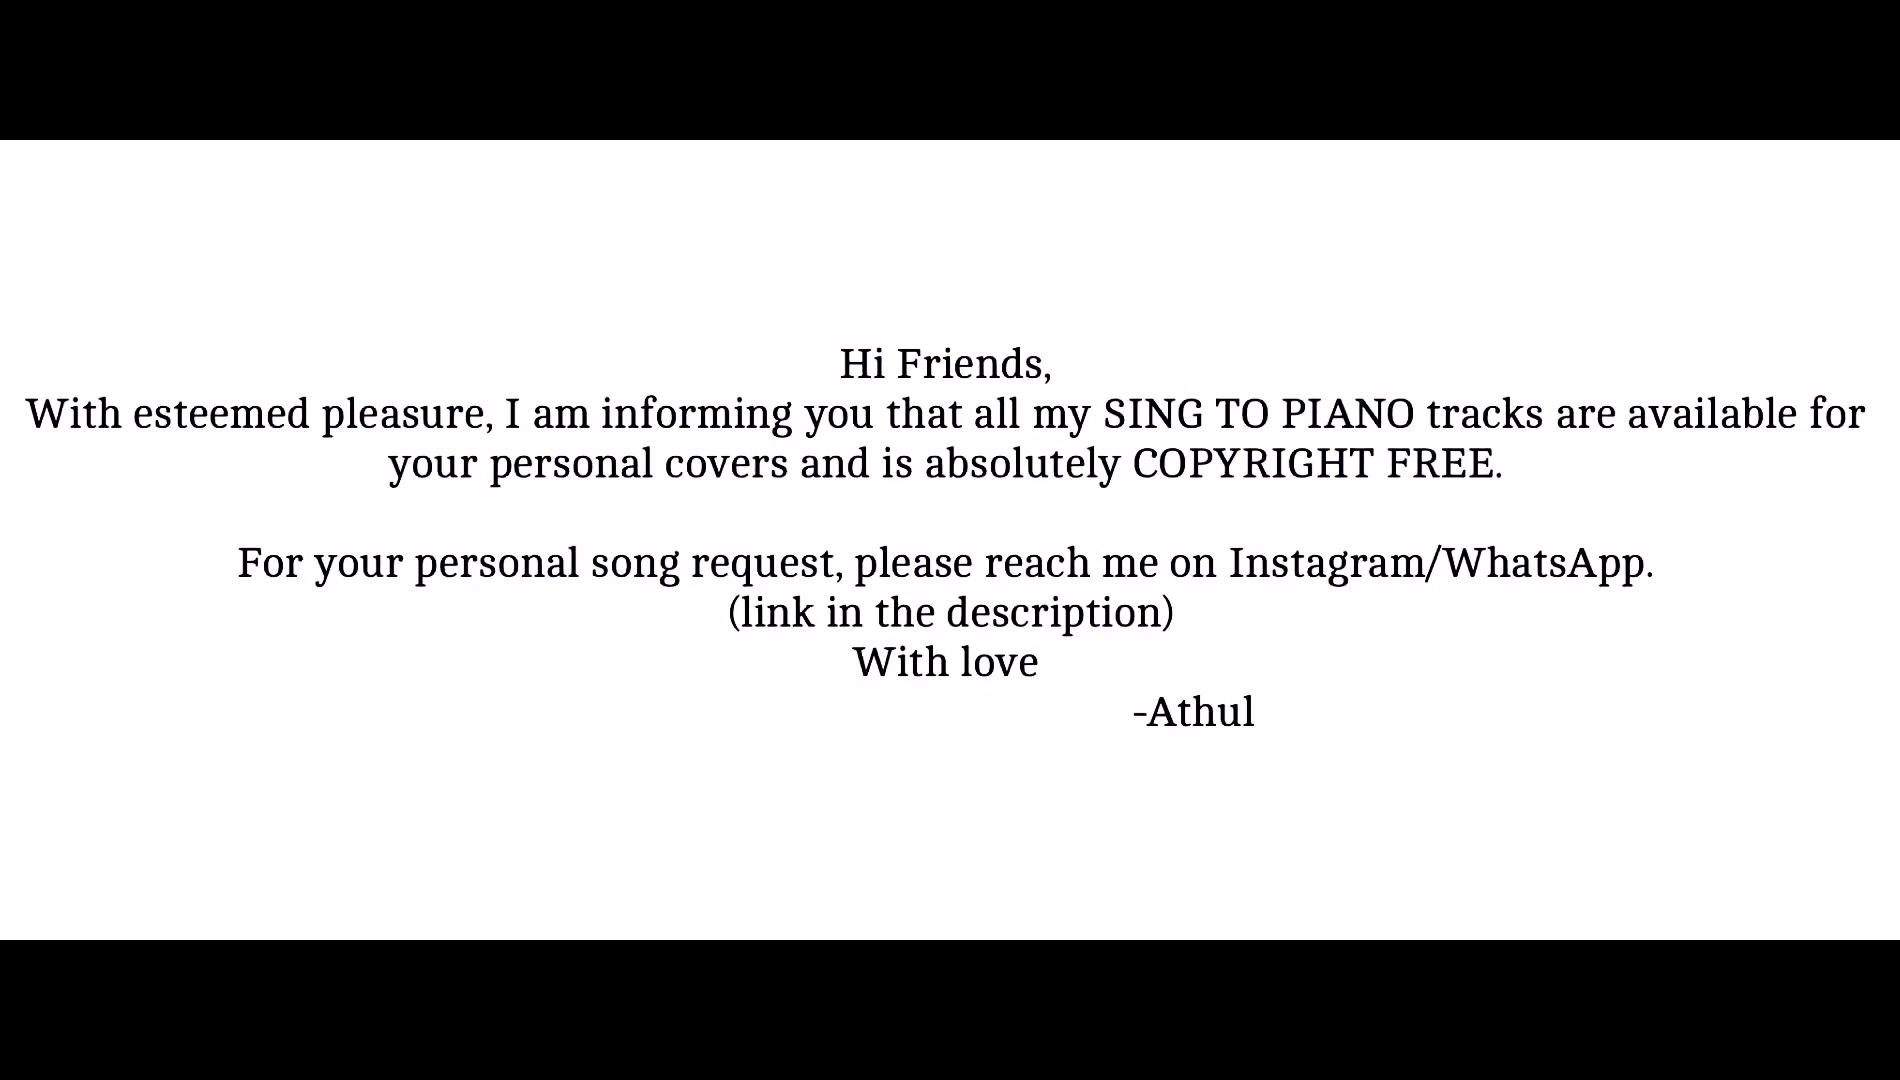 Hi Friends,
With esteemed pleasure, I am informing you that all my SING TO PIANO tracks are available for
your personal covers and is absolutely COPYRIGHT FREE.
For your personal song request, please reach me on Instagram/WhatsApp.
(link in the description)
With love
-Athul